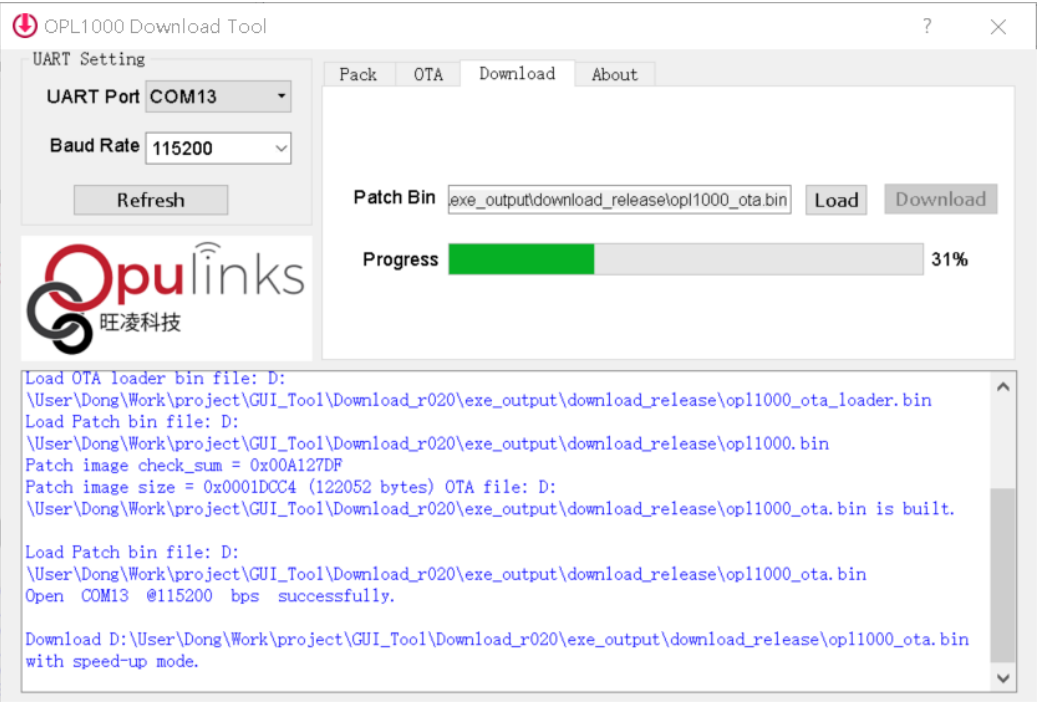 OPL1000 Download Tool
?
UART Setting
UART Port COM13
Baud Rate 115200
Refresh
Pack OTA Download About
Patch Bin .exe_output\download_release\opl1000_ota.bin Load Download
Progress 31%
Opulinks
旺凌科技
Load OTA loader bin file: D:
\User\Dong\Work\project\GUI_Tool\Download_r020\exe_output\download_release\opl1000_ota_loader.bin
Load Patch bin file: D:
\User\Dong\Work\project\GUI_Tool\Download_r020\exe_output\download_release\opl1000.bin
Patch image check_sum = 0x00A127DF
Patch image size = 0x0001DCC4 (122052 bytes) OTA file: D:
\User\Dong\Work\project\GUI_Tool\Download_r020\exe_output\download_release\opl1000_ota.bin is built.
Load Patch bin file: D:
\User\Dong\Work\project\GUI_Tool\Download_r020\exe_output\download_release\opl1000_ota.bin
Open COM13 @115200 bps successfully.
Download D:\User\Dong\Work\project\GUI_Tool\Download_r020\exe_output\download_release\opl1000_ota.bin
with speed-up mode.